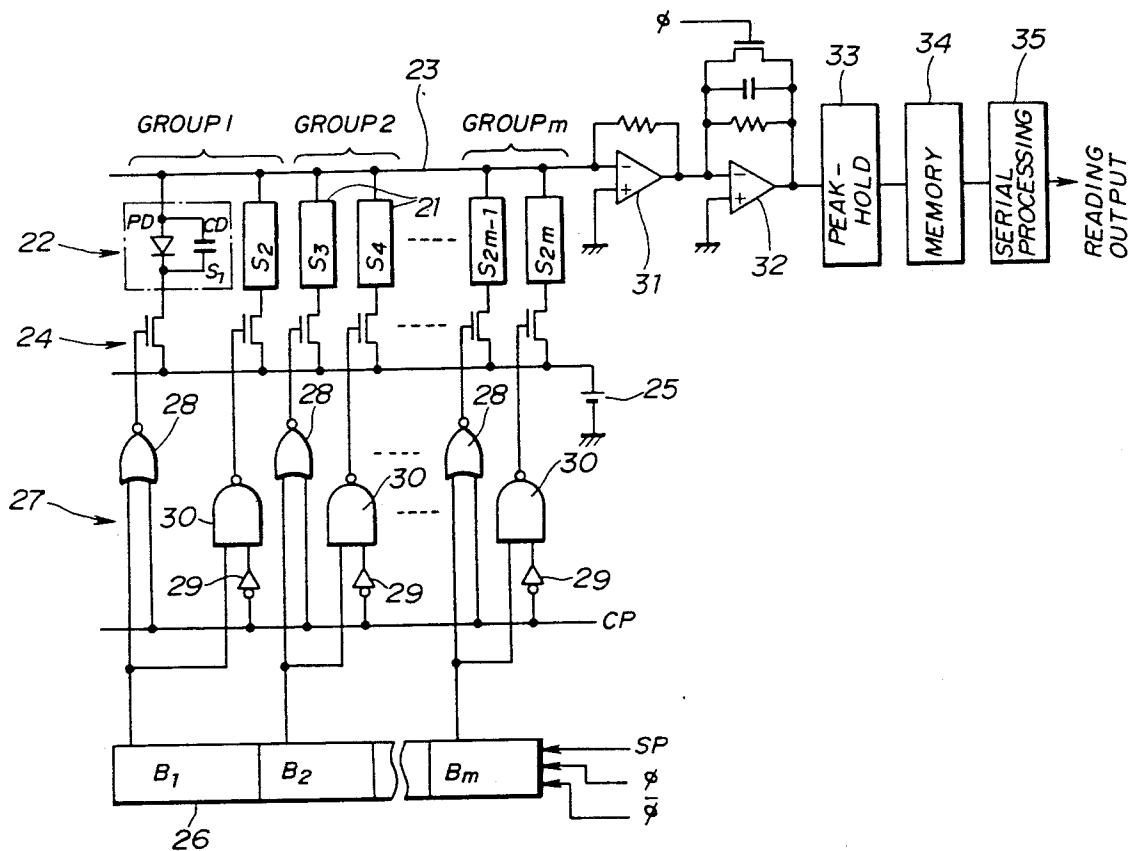 φ
23
33
34
35
GROUP 1
GROUP 2
GROUP m
PEAK-
HOLD
MEMORY
SERIAL
PROCESSING
READING
OUTPUT
31
32
22
PD
CD
S1
S2
S3
S4
21
S2m-1
S2m
24
25
28
28
28
27
30
30
30
29
29
29
CP
B1
B2
Bm
SP
φ
φ̄
26